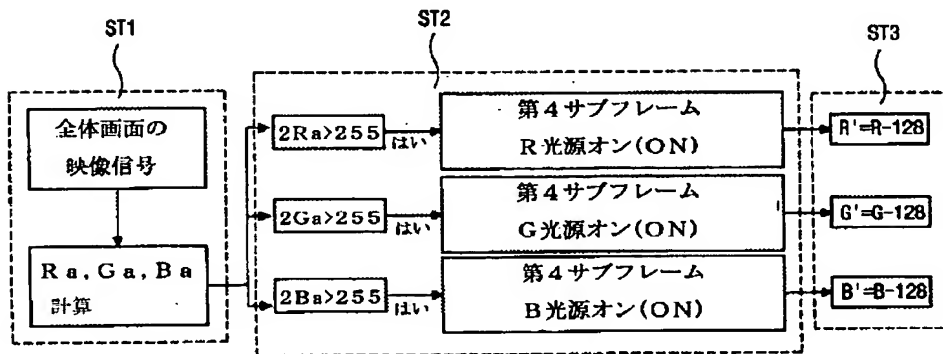 ST1
ST2
ST3
全体画面の
映像信号
Ra,Ga,Ba
計算
2Ra>255
はい
第4サブフレーム
R光源オン(ON)
R'=R-128
2Ga>255
はい
第4サブフレーム
G光源オン(ON)
G'=G-128
2Ba>255
はい
第4サブフレーム
B光源オン(ON)
B'=B-128